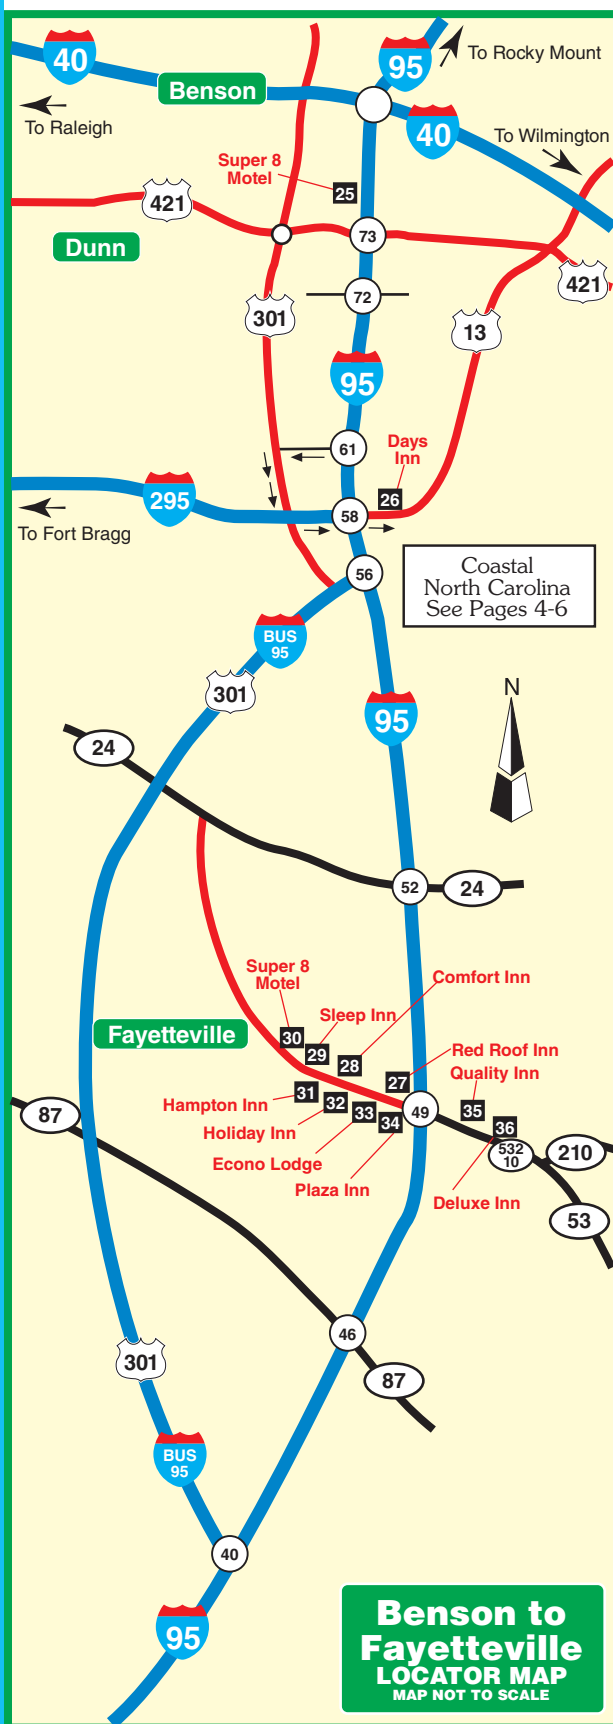 40
95
To Rocky Mount
Benson
To Raleigh
40
To Wilmington
Super 8
Motel
25
421
Dunn
73
421
72
301
13
95
61
Days
Inn
26
295
58
To Fort Bragg
56
Coastal
North Carolina
See Pages 4-6
BUS
95
301
N
95
24
52
24
Super 8
Motel
Comfort Inn
Sleep Inn
30
29
28
Fayetteville
Red Roof Inn
27
Quality Inn
31
Hampton Inn
32
33
49
35
87
Holiday Inn
34
36
532
10
210
Econo Lodge
Plaza Inn
Deluxe Inn
53
46
301
87
BUS
95
40
95
Benson to
Fayetteville
LOCATOR MAP
MAP NOT TO SCALE